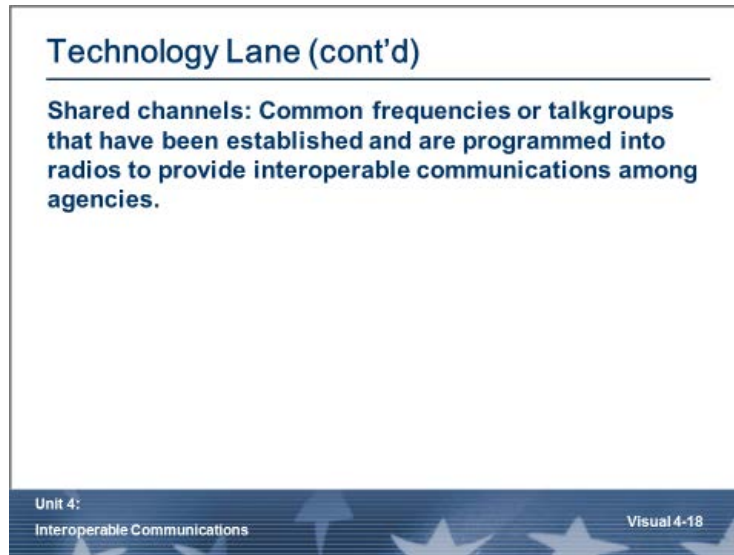 Technology Lane (cont’d)
Shared channels: Common frequencies or talkgroups
that have been established and are programmed into
radios to provide interoperable communications among
agencies.
Unit 4:
Interoperable Communications
Visual 4-18